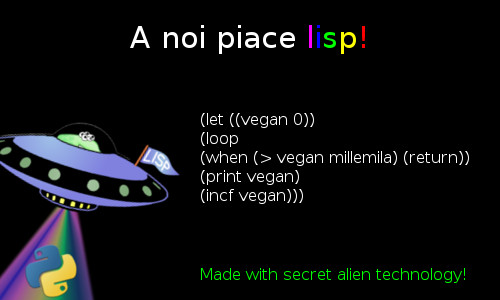 A noi piace lisp!
(let ((vegan 0))
(loop
(when (> vegan millemila) (return))
(print vegan)
(incf vegan)))
LISP
Made with secret alien technology!